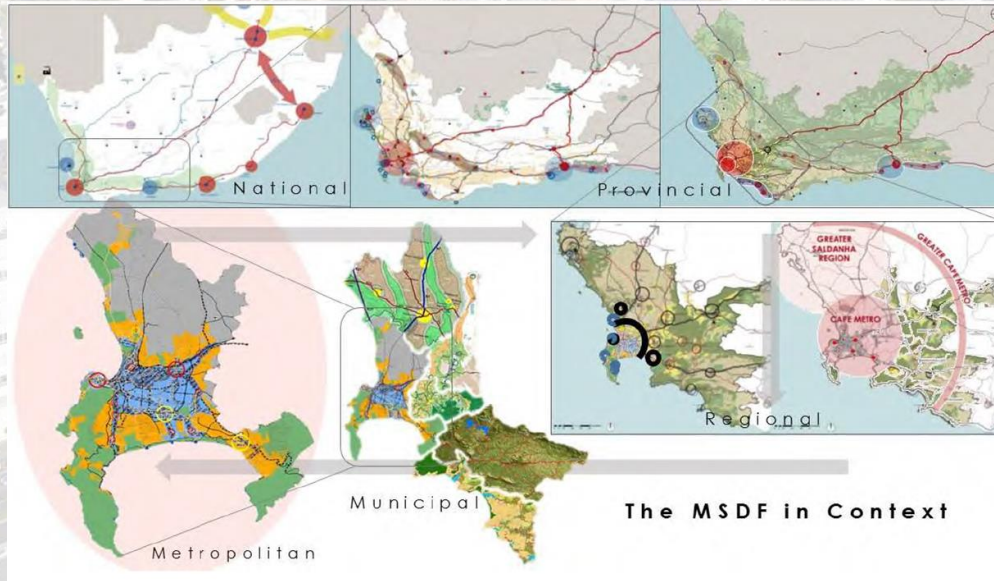 National
Provincial
GREATER
SALDANHA
REGION
GREATER CAPE METRO
CAPE METRO
Regional
Municipal
The MSDF in Context
Metropolitan